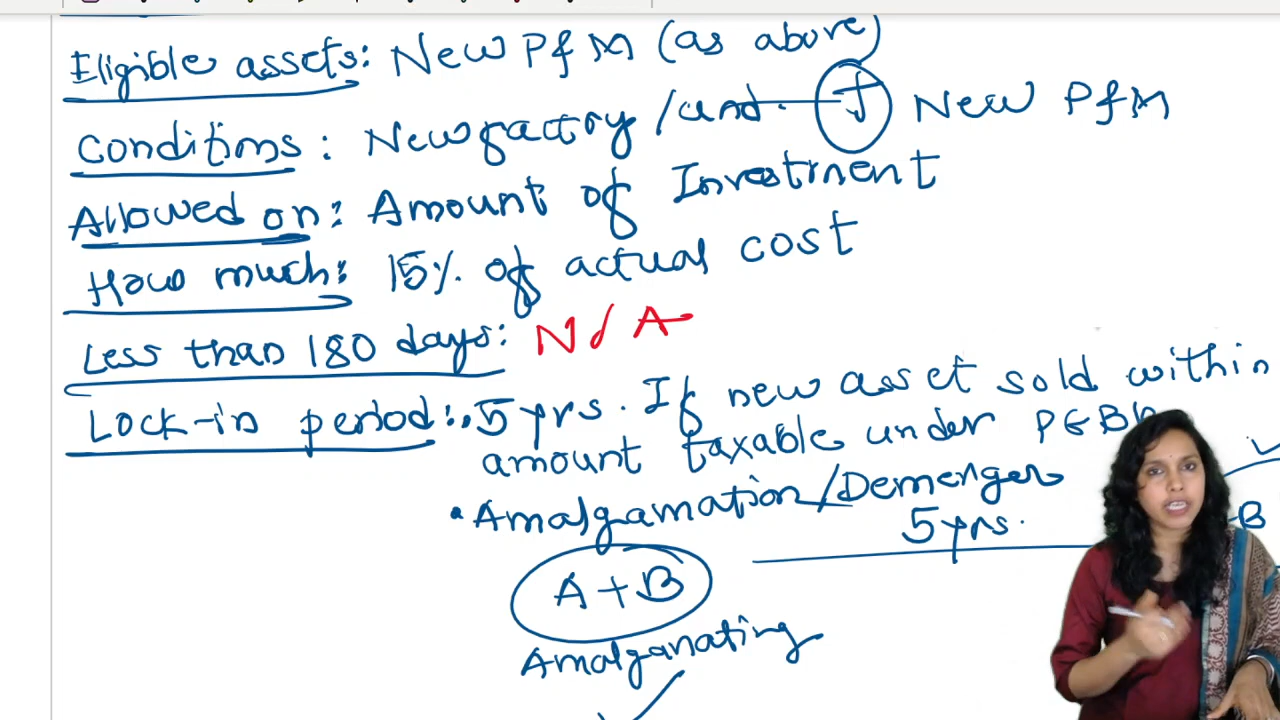 Eligible assets: New P&M (as above)
Conditions: New factory/und. + New P&M
Allowed on: Amount of Investment
How much: 15% of actual cost
Less than 180 days: N/A
Lock-in period: 5 yrs. If new asset sold within
amount taxable under PGBP
Amalgamation/Demerger
5 yrs.
B
A+B
Amalgamating